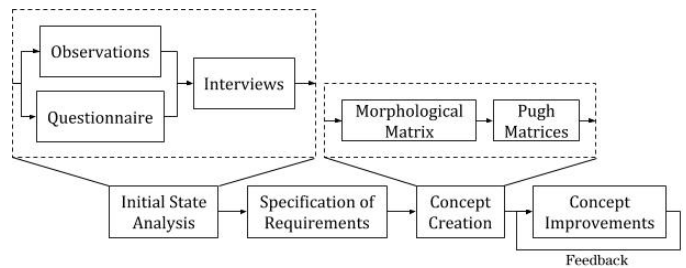 Observations
Questionnaire
Interviews
Morphological
Matrix
Pugh
Matrices
Initial State
Analysis
Specification of
Requirements
Concept
Creation
Concept
Improvements
Feedback